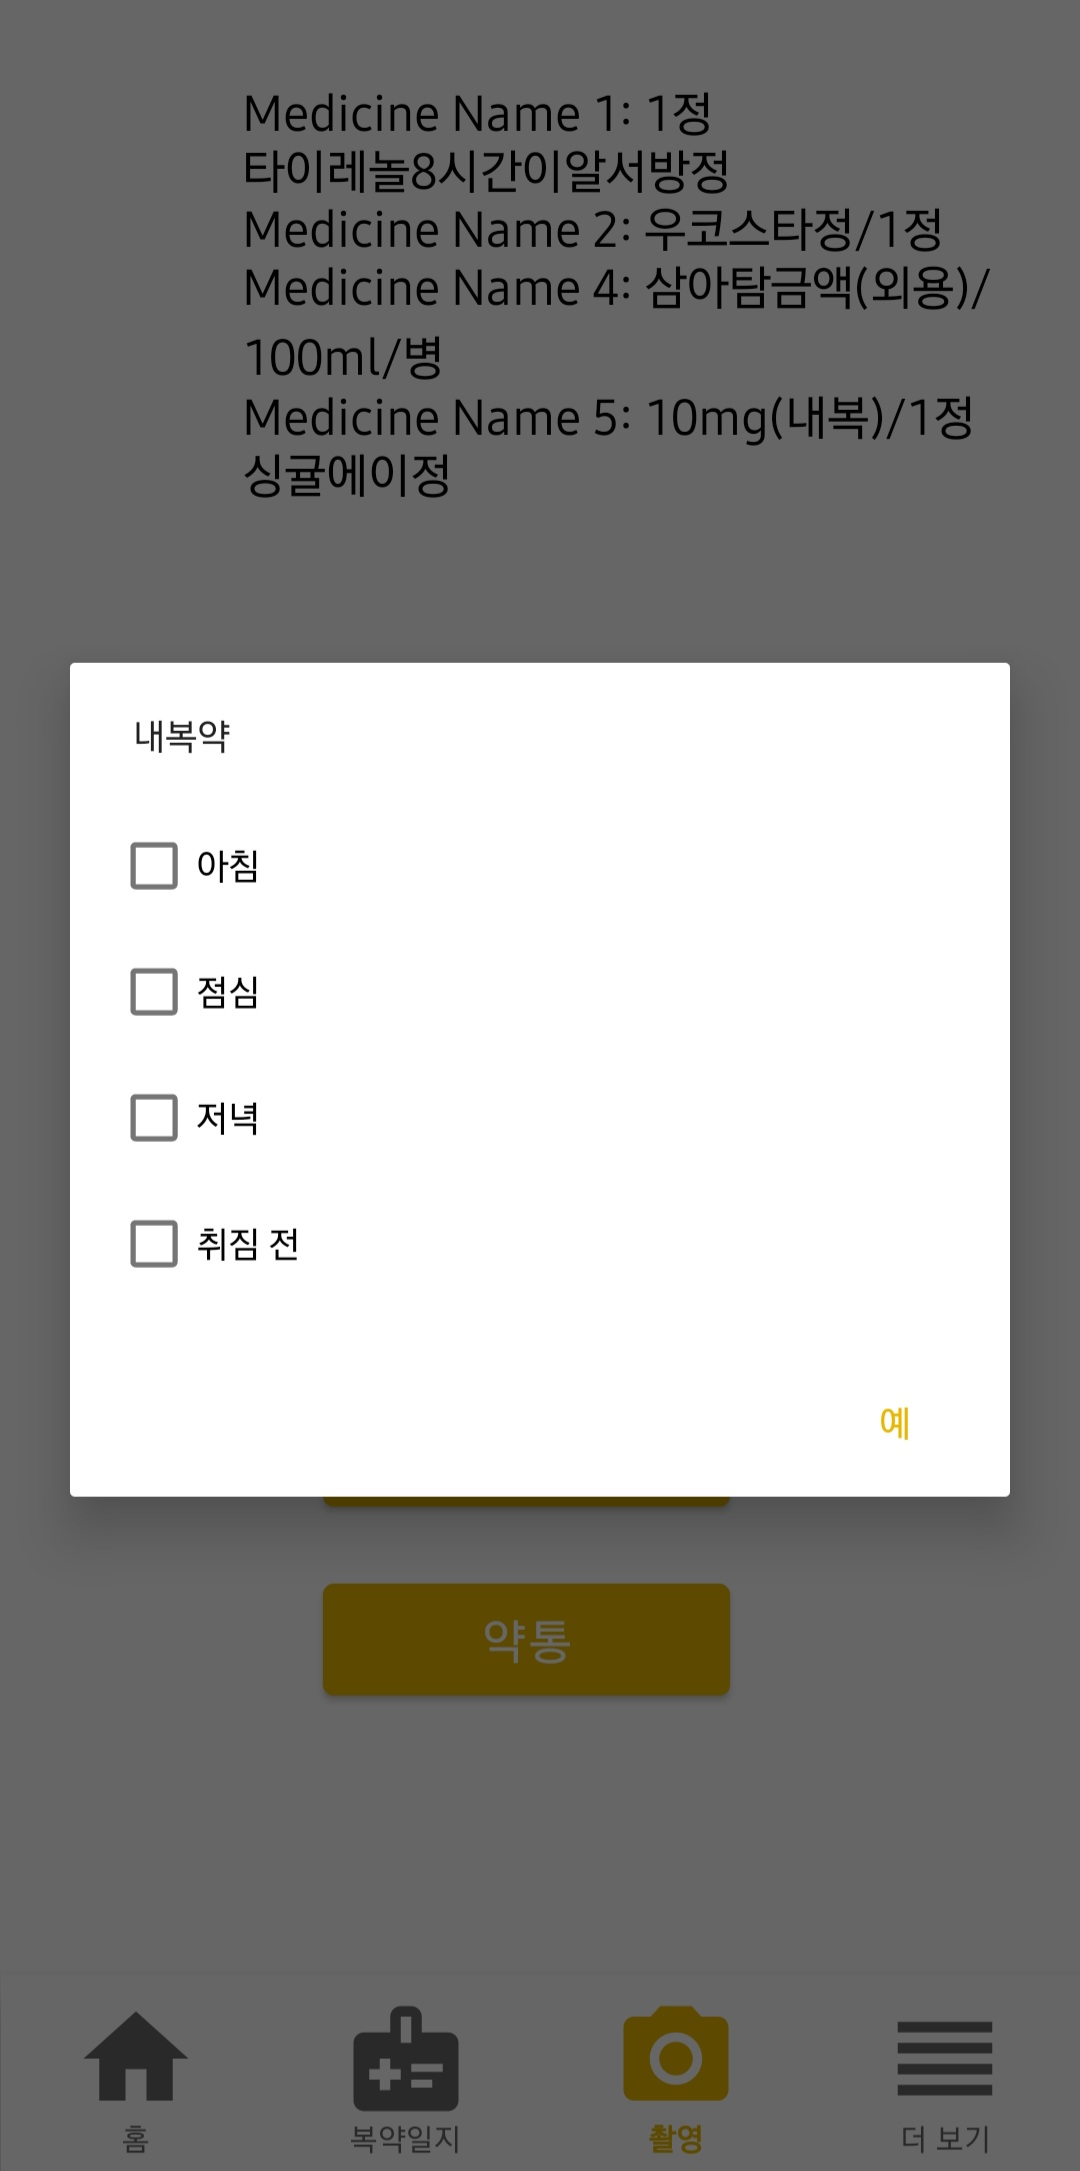 Medicine Name 1: 1정
타이레놀8시간이알서방정
Medicine Name 2: 우코스타정/1정
Medicine Name 4: 삼아탐금액(외용)/
100ml/병
Medicine Name 5: 10mg(내복)/1정
싱귤에이정
내복약
아침
점심
저녁
취짐 전
예
약통
홈
복약일지
촬영
더 보기